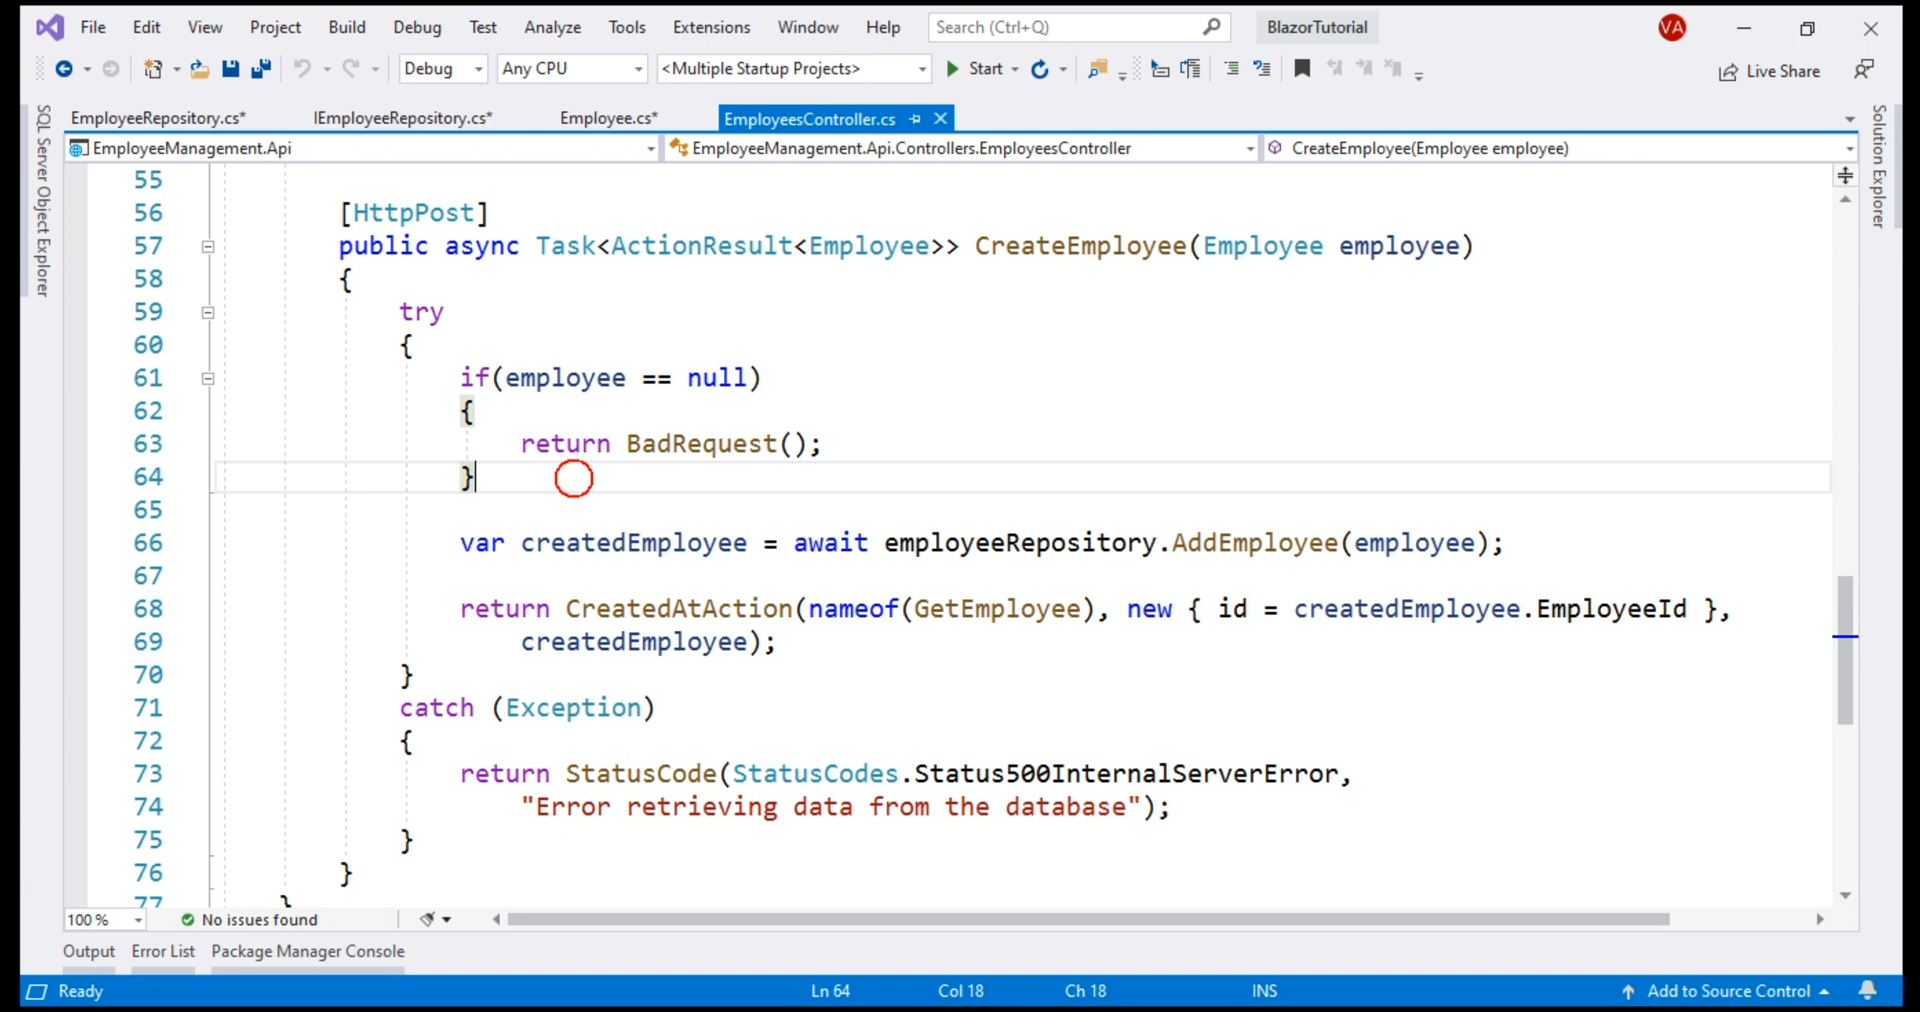 File Edit View Project Build Debug Test Analyze Tools Extensions Window Help Search (Ctrl+Q) BlazorTutorial VA
Debug Any CPU <Multiple Startup Projects> Start Live Share
SQL Server Object Explorer
EmployeeRepository.cs* IEmployeeRepository.cs* Employee.cs* EmployeesController.cs
Solution Explorer
EmployeeManagement.Api EmployeeManagement.Api.Controllers.EmployeesController CreateEmployee(Employee employee)
55
56 [HttpPost]
57 public async Task<ActionResult<Employee>> CreateEmployee(Employee employee)
58 {
59 try
60 {
61 if(employee == null)
62 {
63 return BadRequest();
64 }
65
66 var createdEmployee = await employeeRepository.AddEmployee(employee);
67
68 return CreatedAtAction(nameof(GetEmployee), new { id = createdEmployee.EmployeeId },
69 createdEmployee);
70 }
71 catch (Exception)
72 {
73 return StatusCode(StatusCodes.Status500InternalServerError,
74 "Error retrieving data from the database");
75 }
76 }
77 }
100 % No issues found
Output Error List Package Manager Console
Ready Ln 64 Col 18 Ch 18 INS Add to Source Control